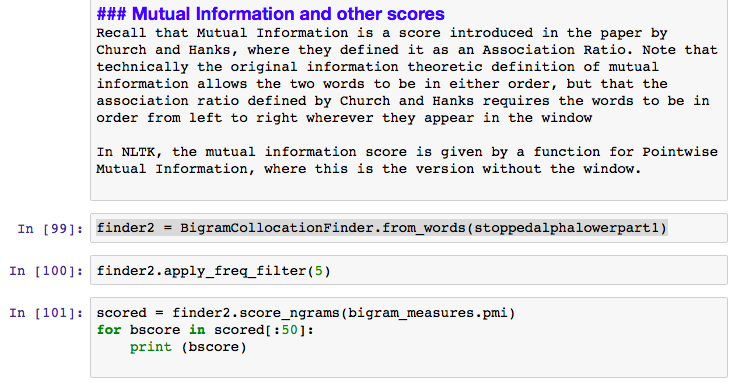 ### Mutual Information and other scores
Recall that Mutual Information is a score introduced in the paper by
Church and Hanks, where they defined it as an Association Ratio. Note that
technically the original information theoretic definition of mutual
information allows the two words to be in either order, but that the
association ratio defined by Church and Hanks requires the words to be in
order from left to right wherever they appear in the window
In NLTK, the mutual information score is given by a function for Pointwise
Mutual Information, where this is the version without the window.
In [99]: finder2 = BigramCollocationFinder.from_words(stoppedalphalowerpart1)
In [100]: finder2.apply_freq_filter(5)
In [101]: scored = finder2.score_ngrams(bigram_measures.pmi)
for bscore in scored[:50]:
    print (bscore)